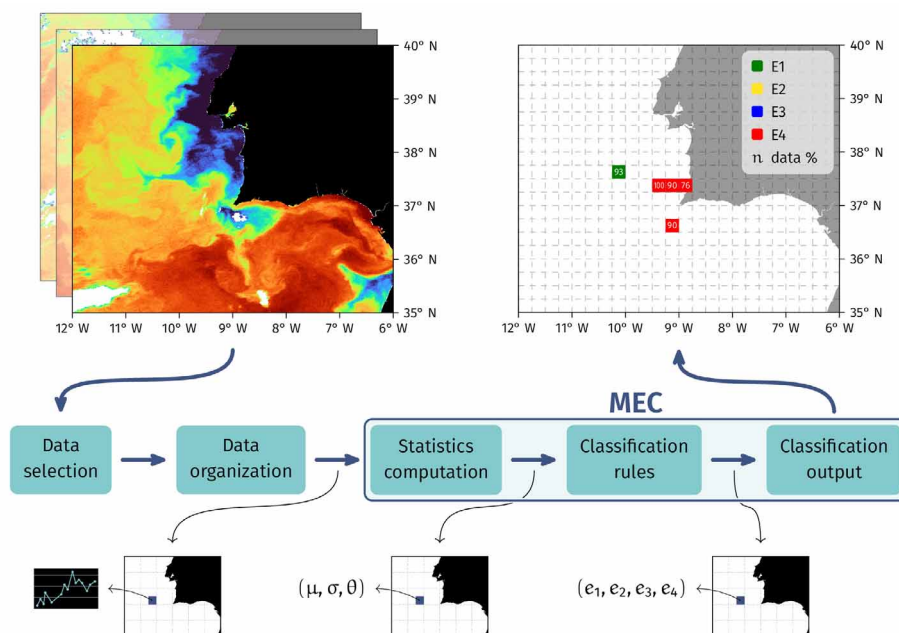 40° N
39° N
38° N
37° N
36° N
35° N
12° W
11° W
10° W
9° W
8° W
7° W
6° W
40° N
39° N
38° N
37° N
36° N
35° N
12° W
11° W
10° W
9° W
8° W
7° W
6° W
E1
E2
E3
E4
n data %
93
100 90 76
90
MEC
Data
selection
Data
organization
Statistics
computation
Classification
rules
Classification
output
(μ, σ, θ)
(e₁, e₂, e₃, e₄)